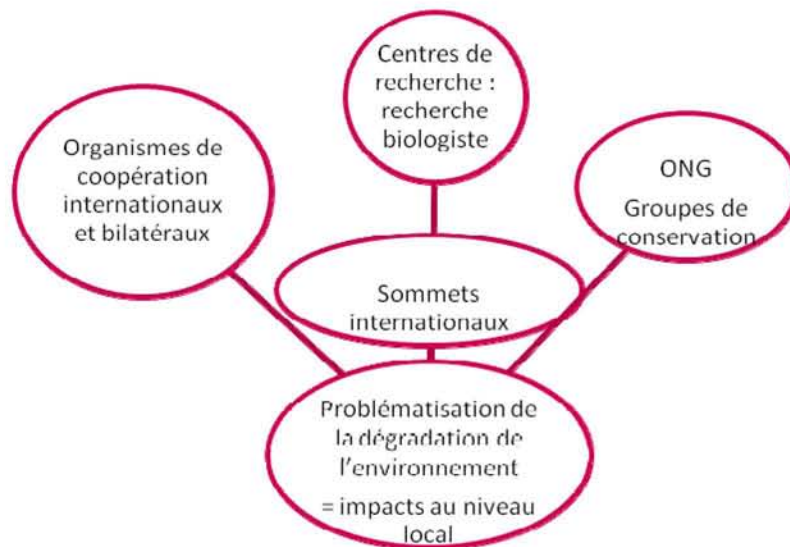 Centres de
recherche :
recherche
biologiste
Organismes de
coopération
internationaux
et bilatéraux
ONG
Groupes de
conservation
Sommets
internationaux
Problématisation de
la dégradation de
l'environnement
= impacts au niveau
local